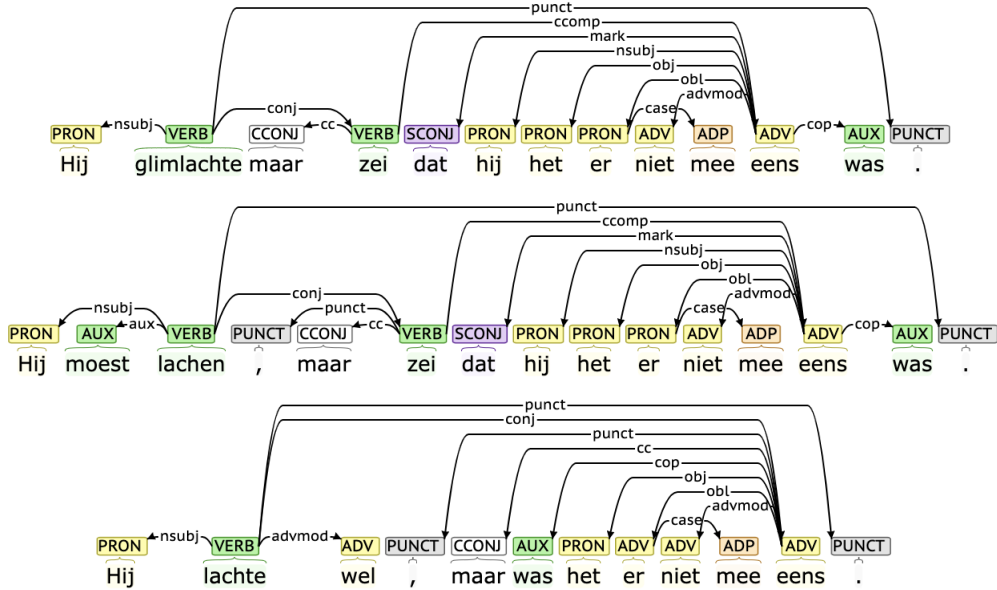 punct
ccomp
mark
nsubj
obj
obl
advmod
conj
nsubj cc case cop
PRON VERB CCONJ VERB SCONJ PRON PRON PRON ADV ADP ADV AUX PUNCT
Hij glimlachte maar zei dat hij het er niet mee eens was .
punct
ccomp
mark
nsubj
obj
obl
nsubj conj advmod
punct case
aux cc cop
PRON AUX VERB PUNCT CCONJ VERB SCONJ PRON PRON PRON ADV ADP ADV AUX PUNCT
Hij moest lachen , maar zei dat hij het er niet mee eens was .
punct
conj
punct
cc
cop
obj
obl
advmod
case
nsubj advmod
PRON VERB ADV PUNCT CCONJ AUX PRON ADV ADV ADP ADV PUNCT
Hij lachte wel , maar was het er niet mee eens .